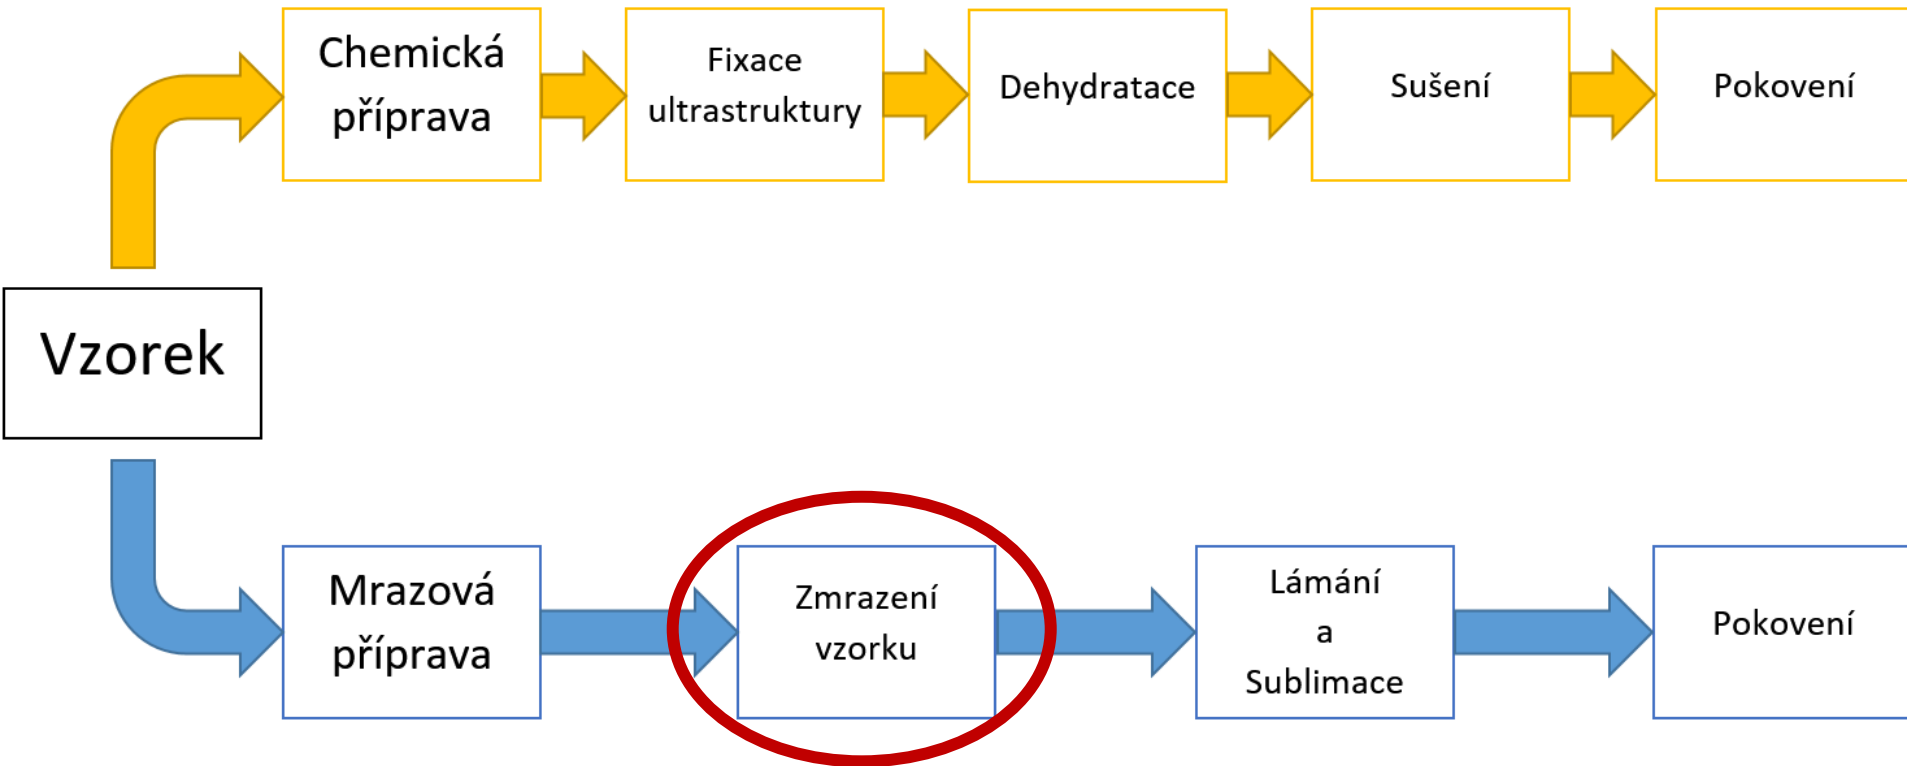 Chemická
příprava
Fixace
ultrastruktury
Dehydratace
Sušení
Pokovení
Vzorek
Mrazová
příprava
Zmrazení
vzorku
Lámání
a
Sublimace
Pokovení